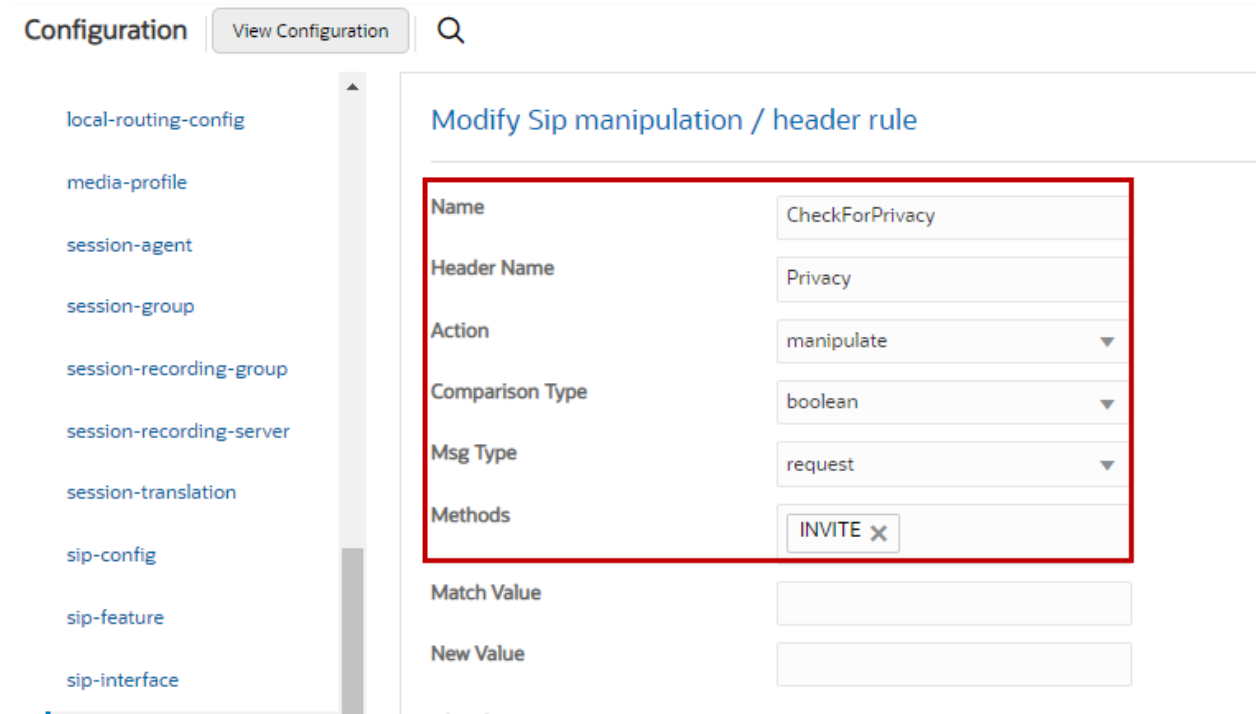 Configuration
View Configuration
local-routing-config
media-profile
session-agent
session-group
session-recording-group
session-recording-server
session-translation
sip-config
sip-feature
sip-interface
Modify Sip manipulation / header rule
Name
CheckForPrivacy
Header Name
Privacy
Action
manipulate
Comparison Type
boolean
Msg Type
request
Methods
INVITE
Match Value
New Value